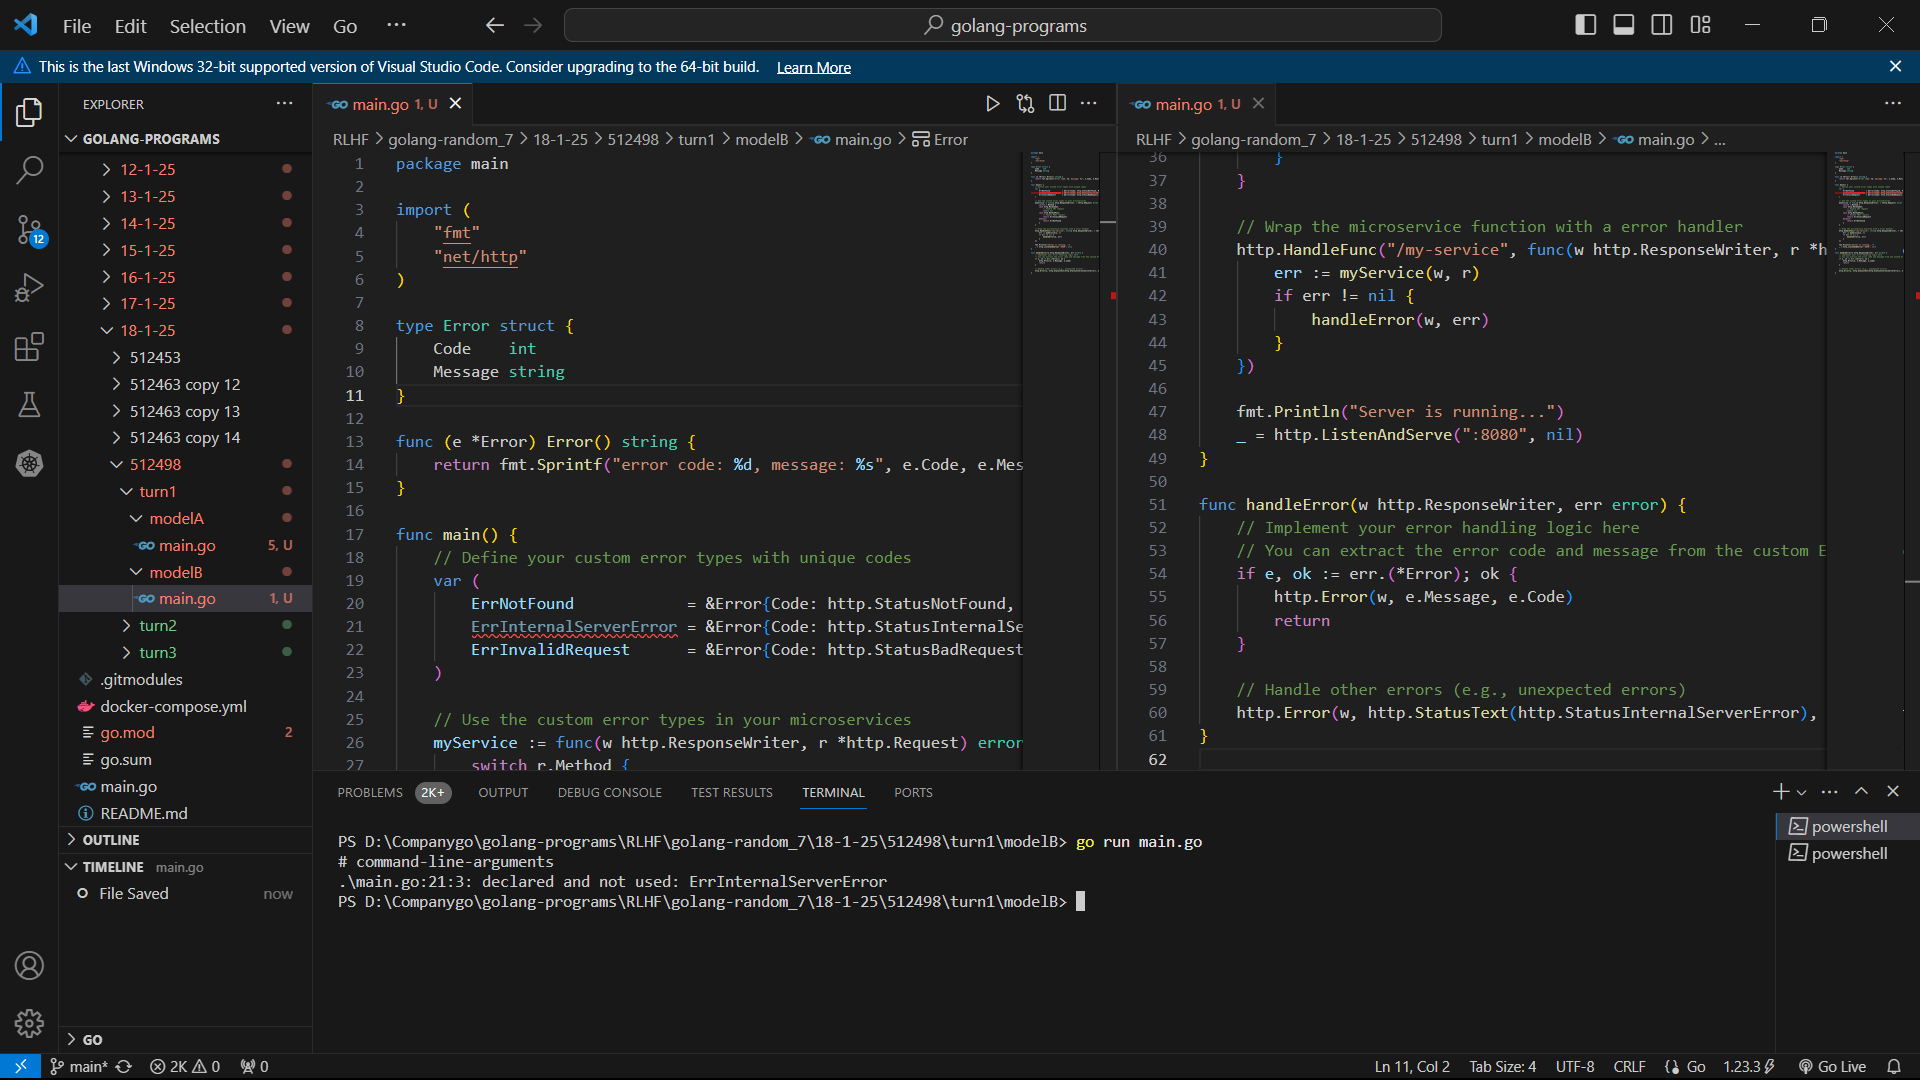 File Edit Selection View Go ···
golang-programs
This is the last Windows 32-bit supported version of Visual Studio Code. Consider upgrading to the 64-bit build. Learn More
EXPLORER ···
GOLANG-PROGRAMS
12-1-25
13-1-25
14-1-25
15-1-25
16-1-25
17-1-25
18-1-25
512453
512463 copy 12
512463 copy 13
512463 copy 14
512498
turn1
modelA
GO main.go 5, U
modelB
GO main.go 1, U
turn2
turn3
.gitmodules
docker-compose.yml
go.mod 2
go.sum
GO main.go
README.md
OUTLINE
TIMELINE main.go
File Saved now
GO
12
GO main.go 1, U
RLHF > golang-random_7 > 18-1-25 > 512498 > turn1 > modelB > GO main.go > Error
1 package main
2
3 import (
4 "fmt"
5 "net/http"
6 )
7
8 type Error struct {
9 Code    int
10 Message string
11 }
12
13 func (e *Error) Error() string {
14 return fmt.Sprintf("error code: %d, message: %s", e.Code, e.Mes
15 }
16
17 func main() {
18 // Define your custom error types with unique codes
19 var (
20 ErrNotFound            = &Error{Code: http.StatusNotFound,
21 ErrInternalServerError = &Error{Code: http.StatusInternalSe
22 ErrInvalidRequest      = &Error{Code: http.StatusBadRequest
23 )
24
25 // Use the custom error types in your microservices
26 myService := func(w http.ResponseWriter, r *http.Request) error
27 switch r.Method {
GO main.go 1, U
RLHF > golang-random_7 > 18-1-25 > 512498 > turn1 > modelB > GO main.go > ...
36 }
37 }
38
39 // Wrap the microservice function with a error handler
40 http.HandleFunc("/my-service", func(w http.ResponseWriter, r *h
41 err := myService(w, r)
42 if err != nil {
43 handleError(w, err)
44 }
45 })
46
47 fmt.Println("Server is running...")
48 _ = http.ListenAndServe(":8080", nil)
49 }
50
51 func handleError(w http.ResponseWriter, err error) {
52 // Implement your error handling logic here
53 // You can extract the error code and message from the custom E
54 if e, ok := err.(*Error); ok {
55 http.Error(w, e.Message, e.Code)
56 return
57 }
58
59 // Handle other errors (e.g., unexpected errors)
60 http.Error(w, http.StatusText(http.StatusInternalServerError),
61 }
62
PROBLEMS 2K+ OUTPUT DEBUG CONSOLE TEST RESULTS TERMINAL PORTS
PS D:\Companygo\golang-programs\RLHF\golang-random_7\18-1-25\512498\turn1\modelB> go run main.go
# command-line-arguments
.\main.go:21:3: declared and not used: ErrInternalServerError
PS D:\Companygo\golang-programs\RLHF\golang-random_7\18-1-25\512498\turn1\modelB>
powershell
powershell
main* 2K 0 0 Ln 11, Col 2 Tab Size: 4 UTF-8 CRLF {} Go 1.23.3 Go Live